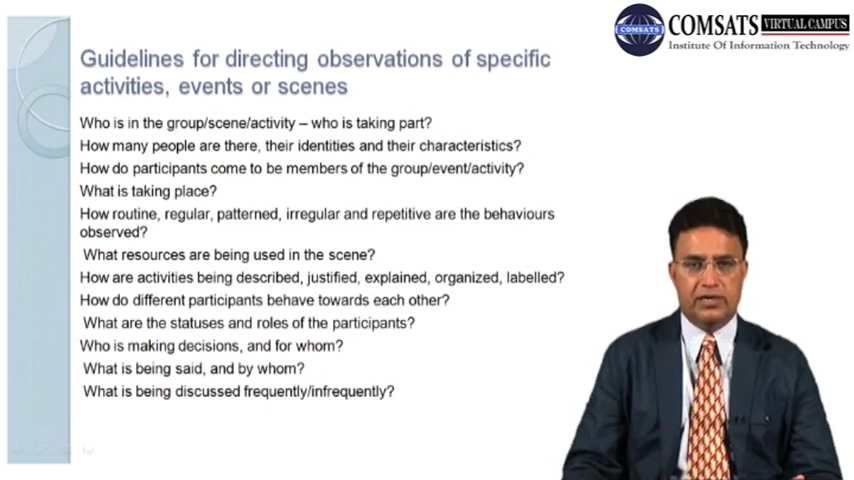 COMSATS
COMSATS VIRTUAL CAMPUS
Institute Of Information Technology
Guidelines for directing observations of specific
activities, events or scenes
Who is in the group/scene/activity – who is taking part?
How many people are there, their identities and their characteristics?
How do participants come to be members of the group/event/activity?
What is taking place?
How routine, regular, patterned, irregular and repetitive are the behaviours
observed?
What resources are being used in the scene?
How are activities being described, justified, explained, organized, labelled?
How do different participants behave towards each other?
What are the statuses and roles of the participants?
Who is making decisions, and for whom?
What is being said, and by whom?
What is being discussed frequently/infrequently?